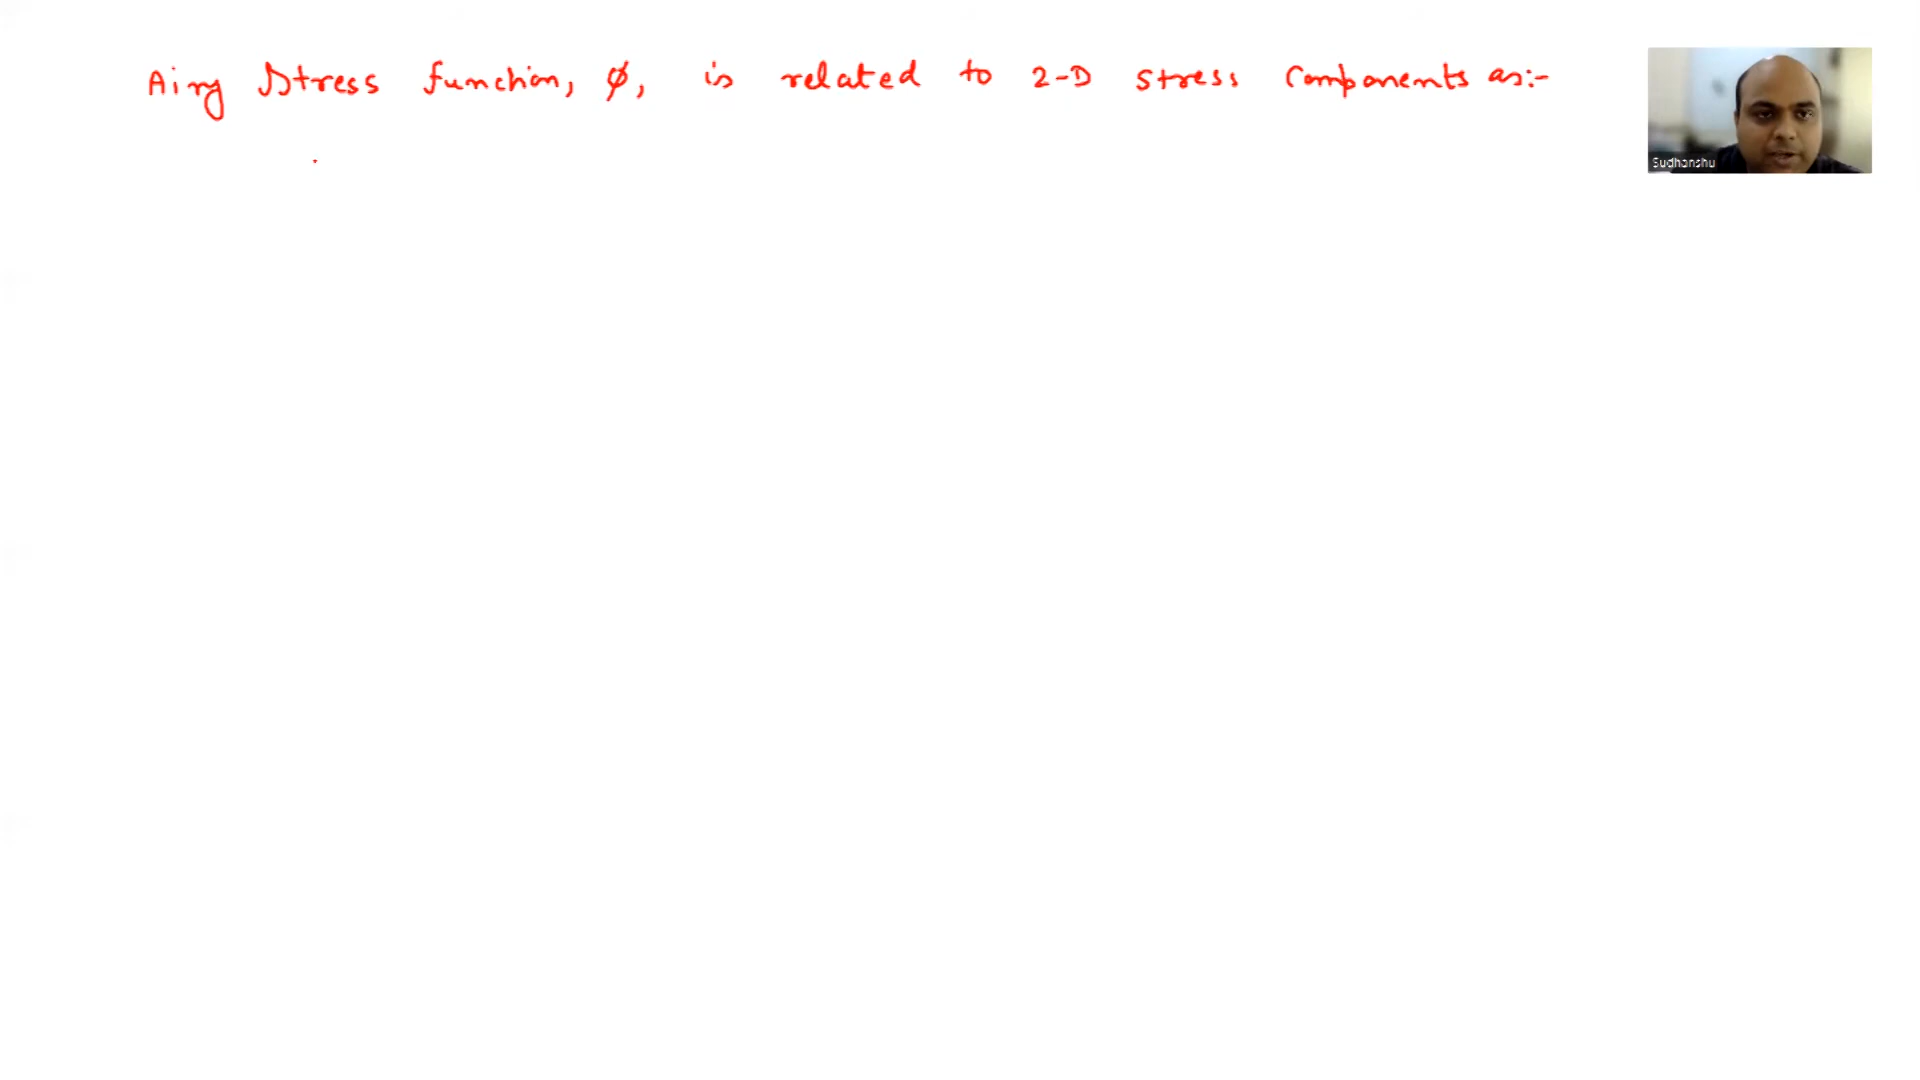 Airy Stress function, φ, is related to 2-D stress components as:-
Sudhanshu